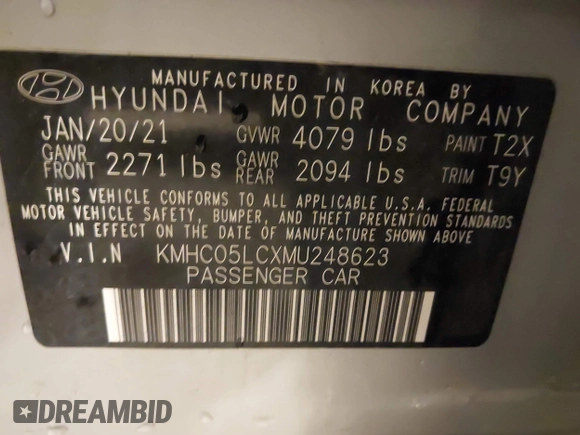 MANUFACTURED IN KOREA BY
HYUNDAI MOTOR COMPANY
JAN/20/21 GVWR 4079 lbs PAINT T2X
GAWR FRONT 2271 lbs GAWR REAR 2094 lbs TRIM T9Y
THIS VEHICLE CONFORMS TO ALL APPLICABLE U.S.A. FEDERAL
MOTOR VEHICLE SAFETY, BUMPER, AND THEFT PREVENTION STANDARDS
IN EFFECT ON THE DATE OF MANUFACTURE SHOWN ABOVE
V.I.N KMHC05LCXMU248623
PASSENGER CAR
DREAMBID